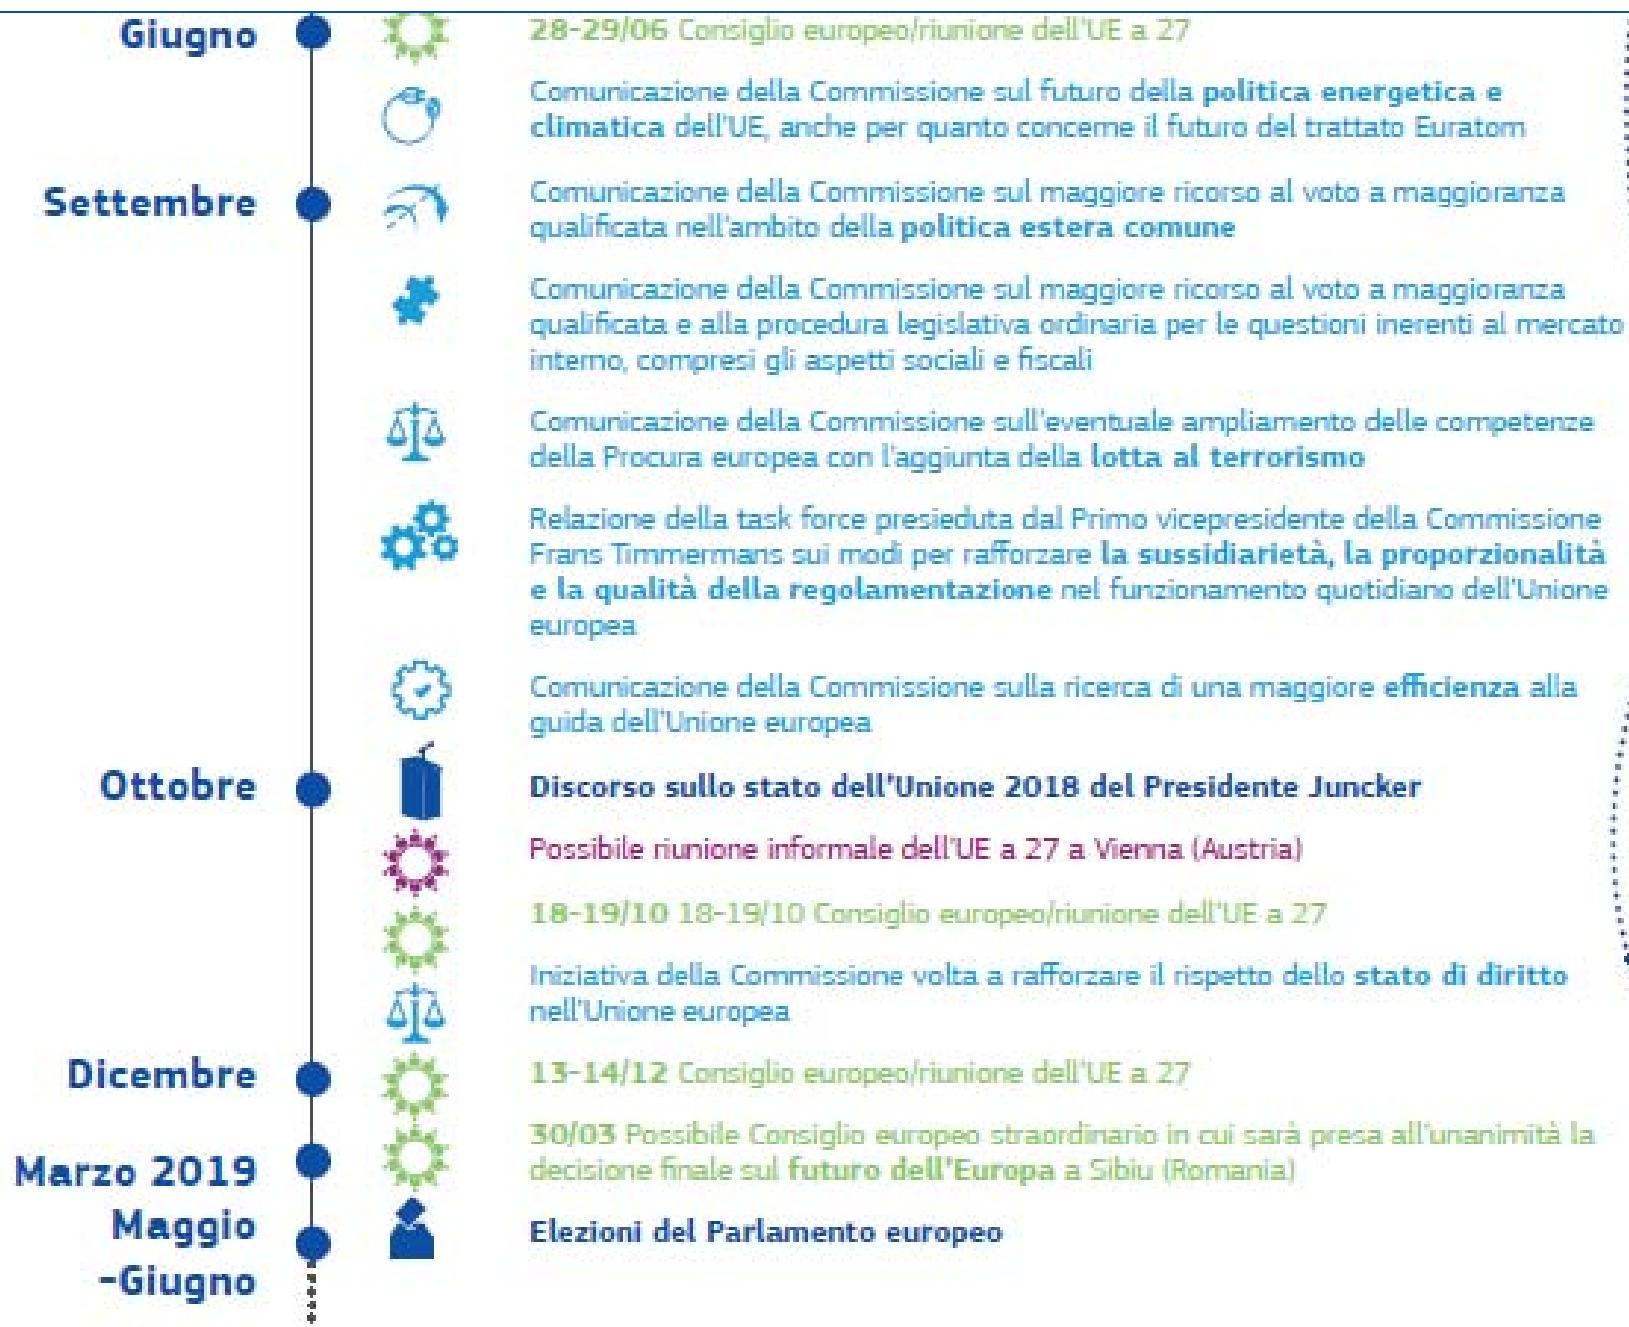 Giugno
28-29/06 Consiglio europeo/riunione dell'UE a 27
Comunicazione della Commissione sul futuro della politica energetica e
climatica dell'UE, anche per quanto concerne il futuro del trattato Euratom
Settembre
Comunicazione della Commissione sul maggiore ricorso al voto a maggioranza
qualificata nell'ambito della politica estera comune
Comunicazione della Commissione sul maggiore ricorso al voto a maggioranza
qualificata e alla procedura legislativa ordinaria per le questioni inerenti al mercato
interno, compresi gli aspetti sociali e fiscali
Comunicazione della Commissione sull'eventuale ampliamento delle competenze
della Procura europea con l'aggiunta della lotta al terrorismo
Relazione della task force presieduta dal Primo vicepresidente della Commissione
Frans Timmermans sui modi per rafforzare la sussidiarietà, la proporzionalità
e la qualità della regolamentazione nel funzionamento quotidiano dell'Unione
europea
Comunicazione della Commissione sulla ricerca di una maggiore efficienza alla
guida dell'Unione europea
Ottobre
Discorso sullo stato dell'Unione 2018 del Presidente Juncker
Possibile riunione informale dell'UE a 27 a Vienna (Austria)
18-19/10 18-19/10 Consiglio europeo/riunione dell'UE a 27
Iniziativa della Commissione volta a rafforzare il rispetto dello stato di diritto
nell'Unione europea
Dicembre
13-14/12 Consiglio europeo/riunione dell'UE a 27
Marzo 2019
30/03 Possibile Consiglio europeo straordinario in cui sarà presa all'unanimità la
decisione finale sul futuro dell'Europa a Sibiu (Romania)
Maggio
-Giugno
Elezioni del Parlamento europeo